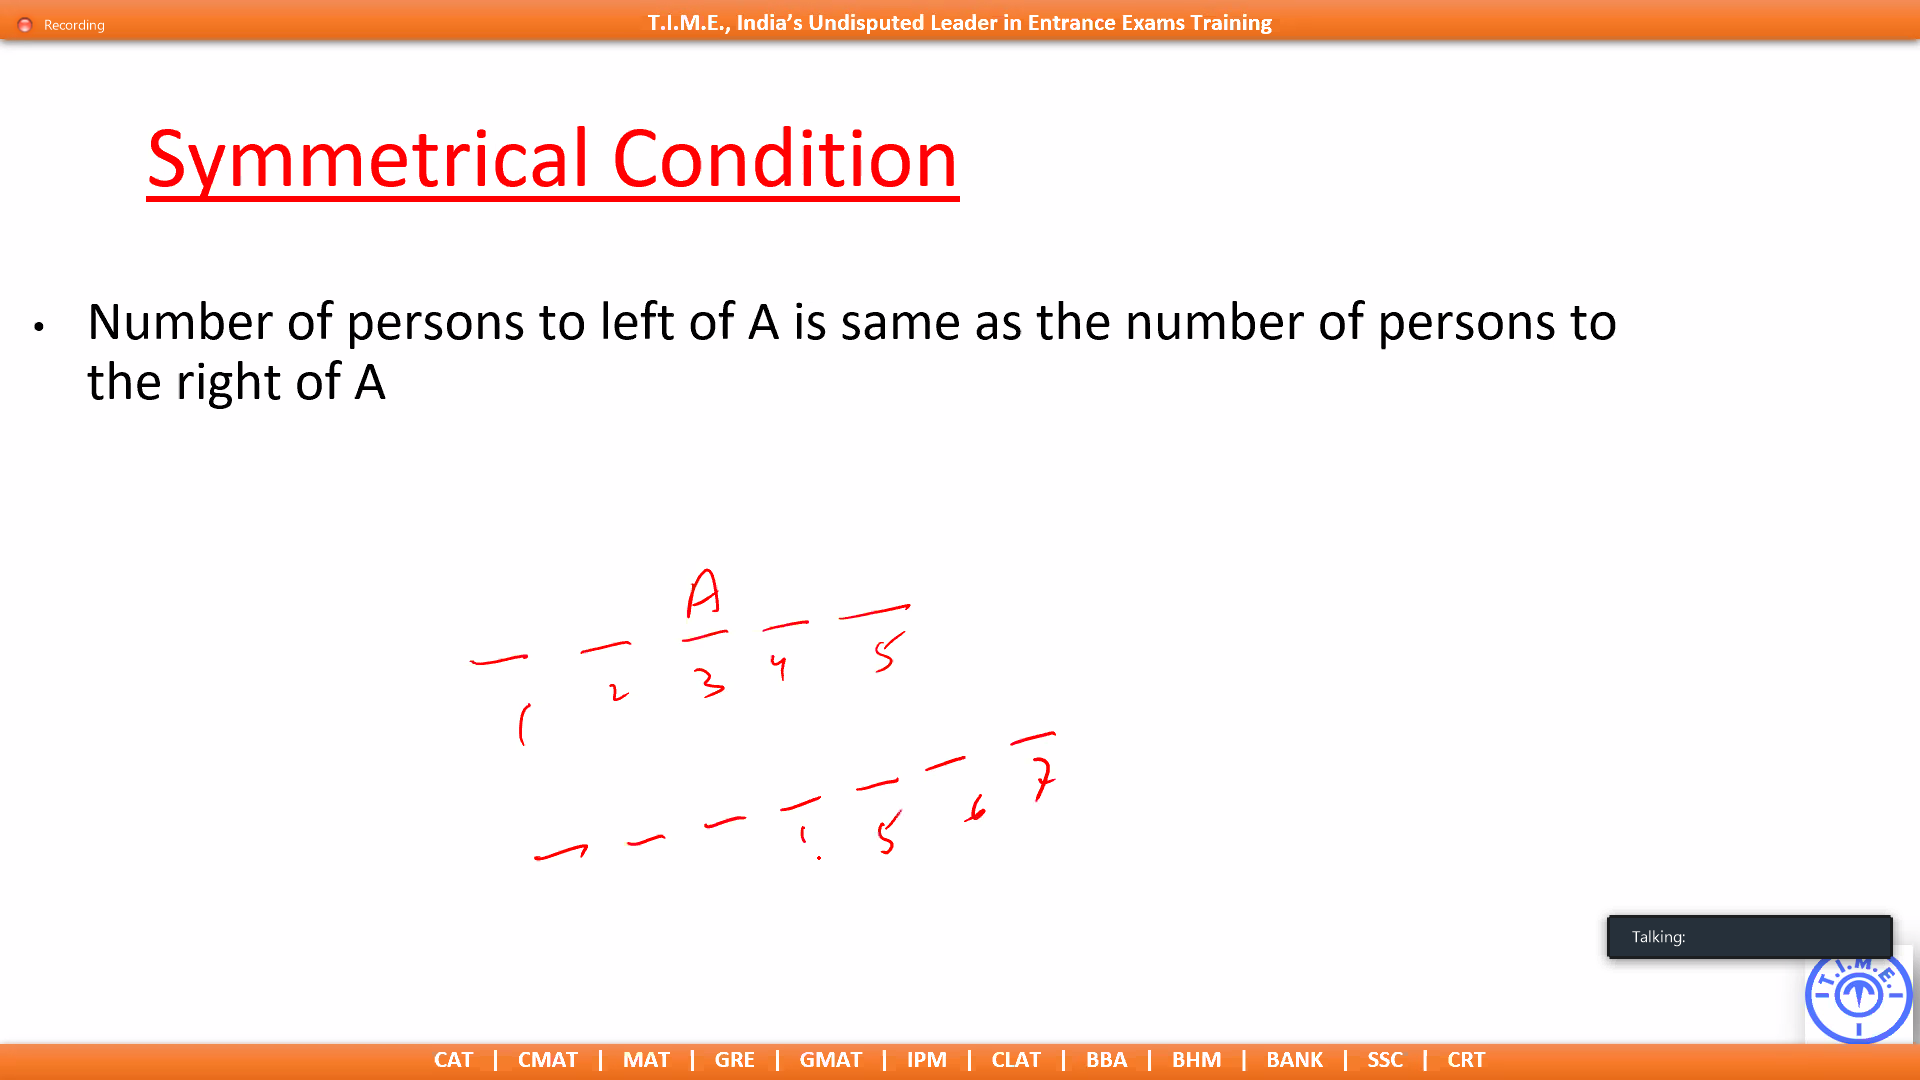 Recording
T.I.M.E., India's Undisputed Leader in Entrance Exams Training
Symmetrical Condition
• Number of persons to left of A is same as the number of persons to
the right of A
A
1 2 3 4 5
5 6 7
Talking:
T.I.M.E.
CAT | CMAT | MAT | GRE | GMAT | IPM | CLAT | BBA | BHM | BANK | SSC | CRT